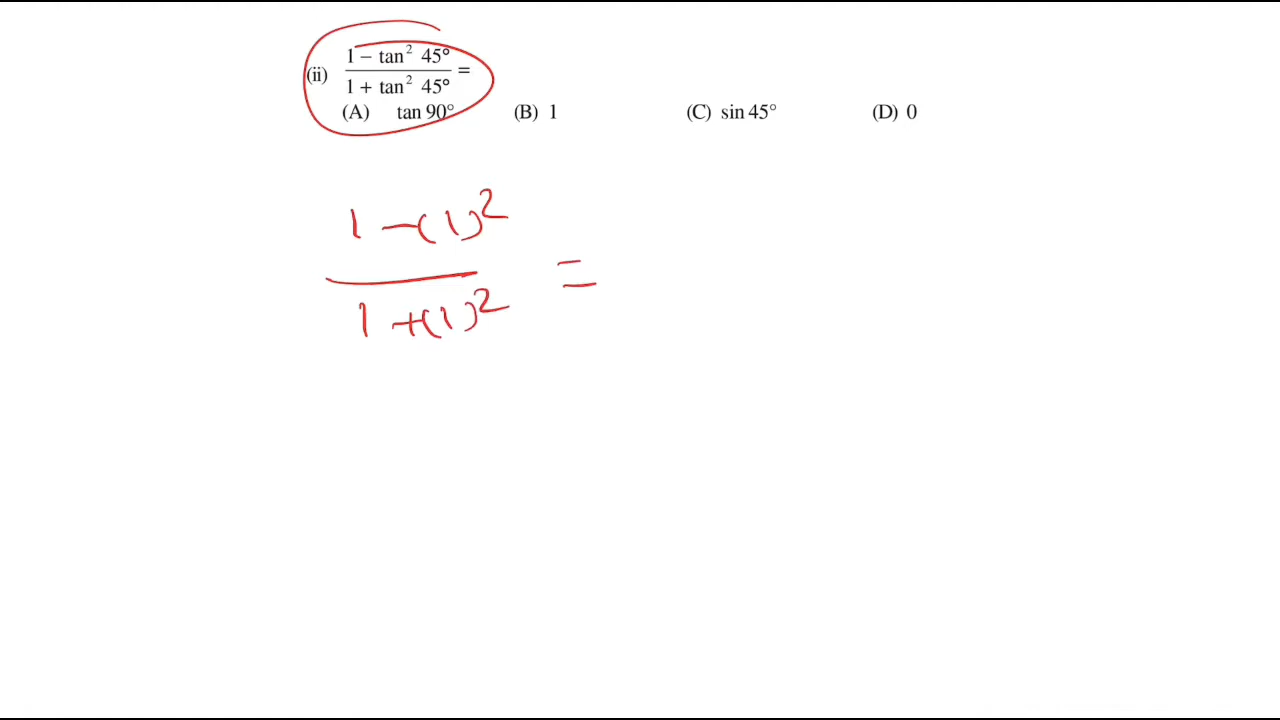 (ii) 1 − tan² 45° / 1 + tan² 45° =
(A) tan 90° (B) 1 (C) sin 45° (D) 0
1 − (1)²
=
1 + (1)²